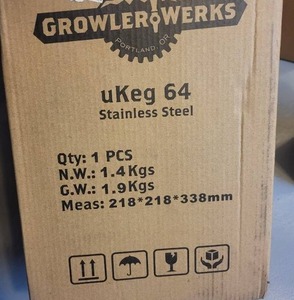 GROWLERWERKS
PORTLAND, OR
uKeg 64
Stainless Steel
Qty: 1 PCS
N.W.: 1.4Kgs
G.W.: 1.9Kgs
Meas: 218*218*338mm